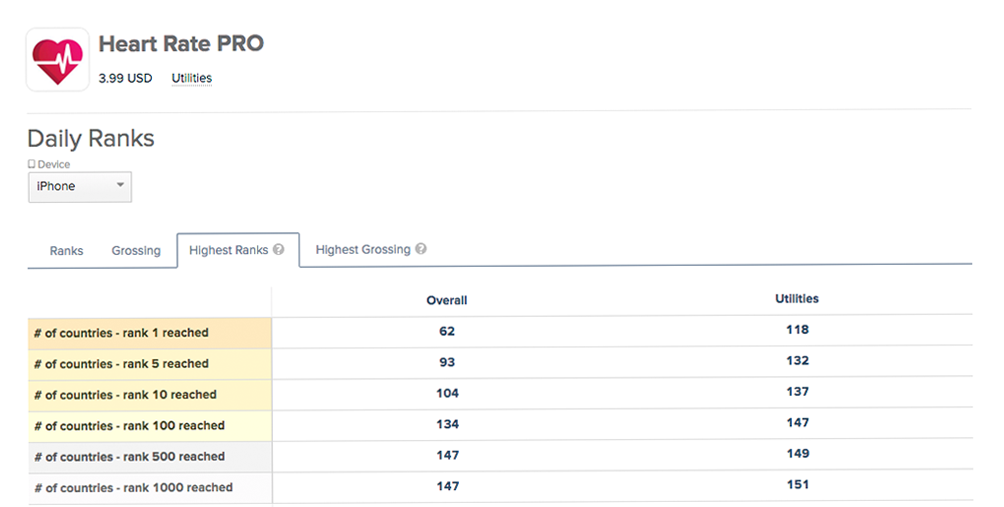 Heart Rate PRO
3.99 USD Utilities
Daily Ranks
Device
iPhone
Ranks Grossing Highest Ranks ? Highest Grossing ?
Overall Utilities
# of countries - rank 1 reached 62 118
# of countries - rank 5 reached 93 132
# of countries - rank 10 reached 104 137
# of countries - rank 100 reached 134 147
# of countries - rank 500 reached 147 149
# of countries - rank 1000 reached 147 151